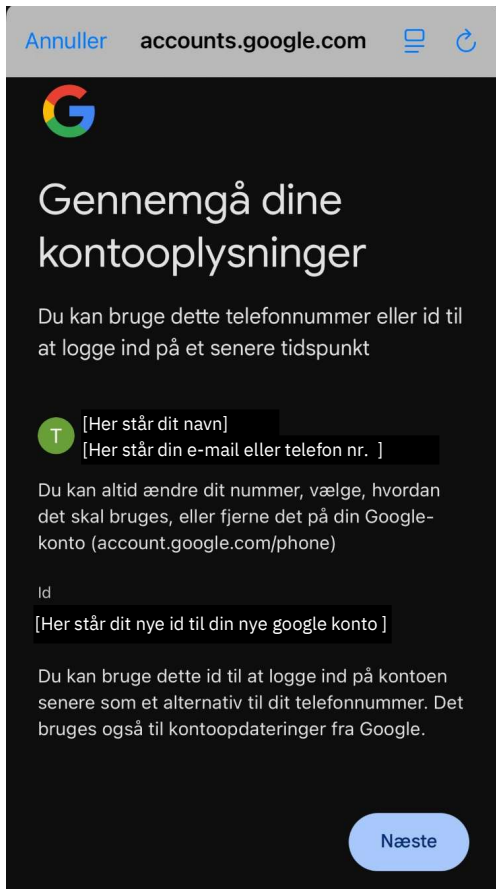 Annuller accounts.google.com
Gennemgå dine
kontooplysninger
Du kan bruge dette telefonnummer eller id til
at logge ind på et senere tidspunkt
T
[Her står dit navn]
[Her står din e-mail eller telefon nr. ]
Du kan altid ændre dit nummer, vælge, hvordan
det skal bruges, eller fjerne det på din Google-
konto (account.google.com/phone)
Id
[Her står dit nye id til din nye google konto ]
Du kan bruge dette id til at logge ind på kontoen
senere som et alternativ til dit telefonnummer. Det
bruges også til kontoopdateringer fra Google.
Næste